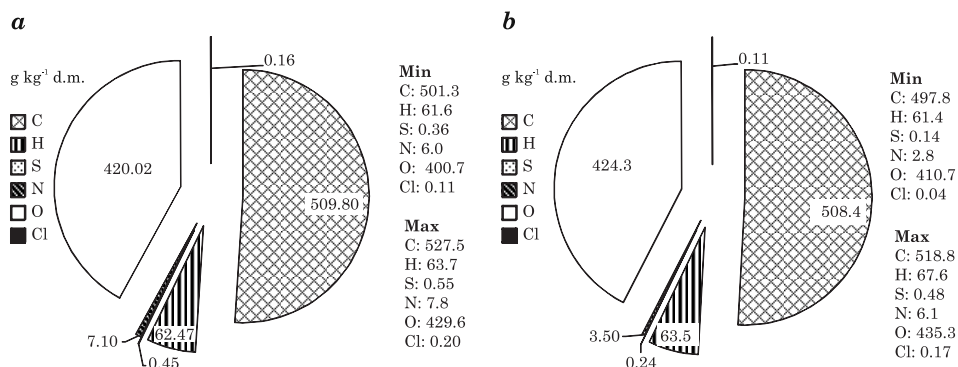 a
g kg-1 d.m.
C
H
S
N
O
Cl
0.16
420.02
509.80
62.47
7.10
0.45
Min
C: 501.3
H: 61.6
S: 0.36
N: 6.0
O: 400.7
Cl: 0.11
Max
C: 527.5
H: 63.7
S: 0.55
N: 7.8
O: 429.6
Cl: 0.20
b
g kg-1 d.m.
C
H
S
N
O
Cl
0.11
424.3
508.4
63.5
3.50
0.24
Min
C: 497.8
H: 61.4
S: 0.14
N: 2.8
O: 410.7
Cl: 0.04
Max
C: 518.8
H: 67.6
S: 0.48
N: 6.1
O: 435.3
Cl: 0.17